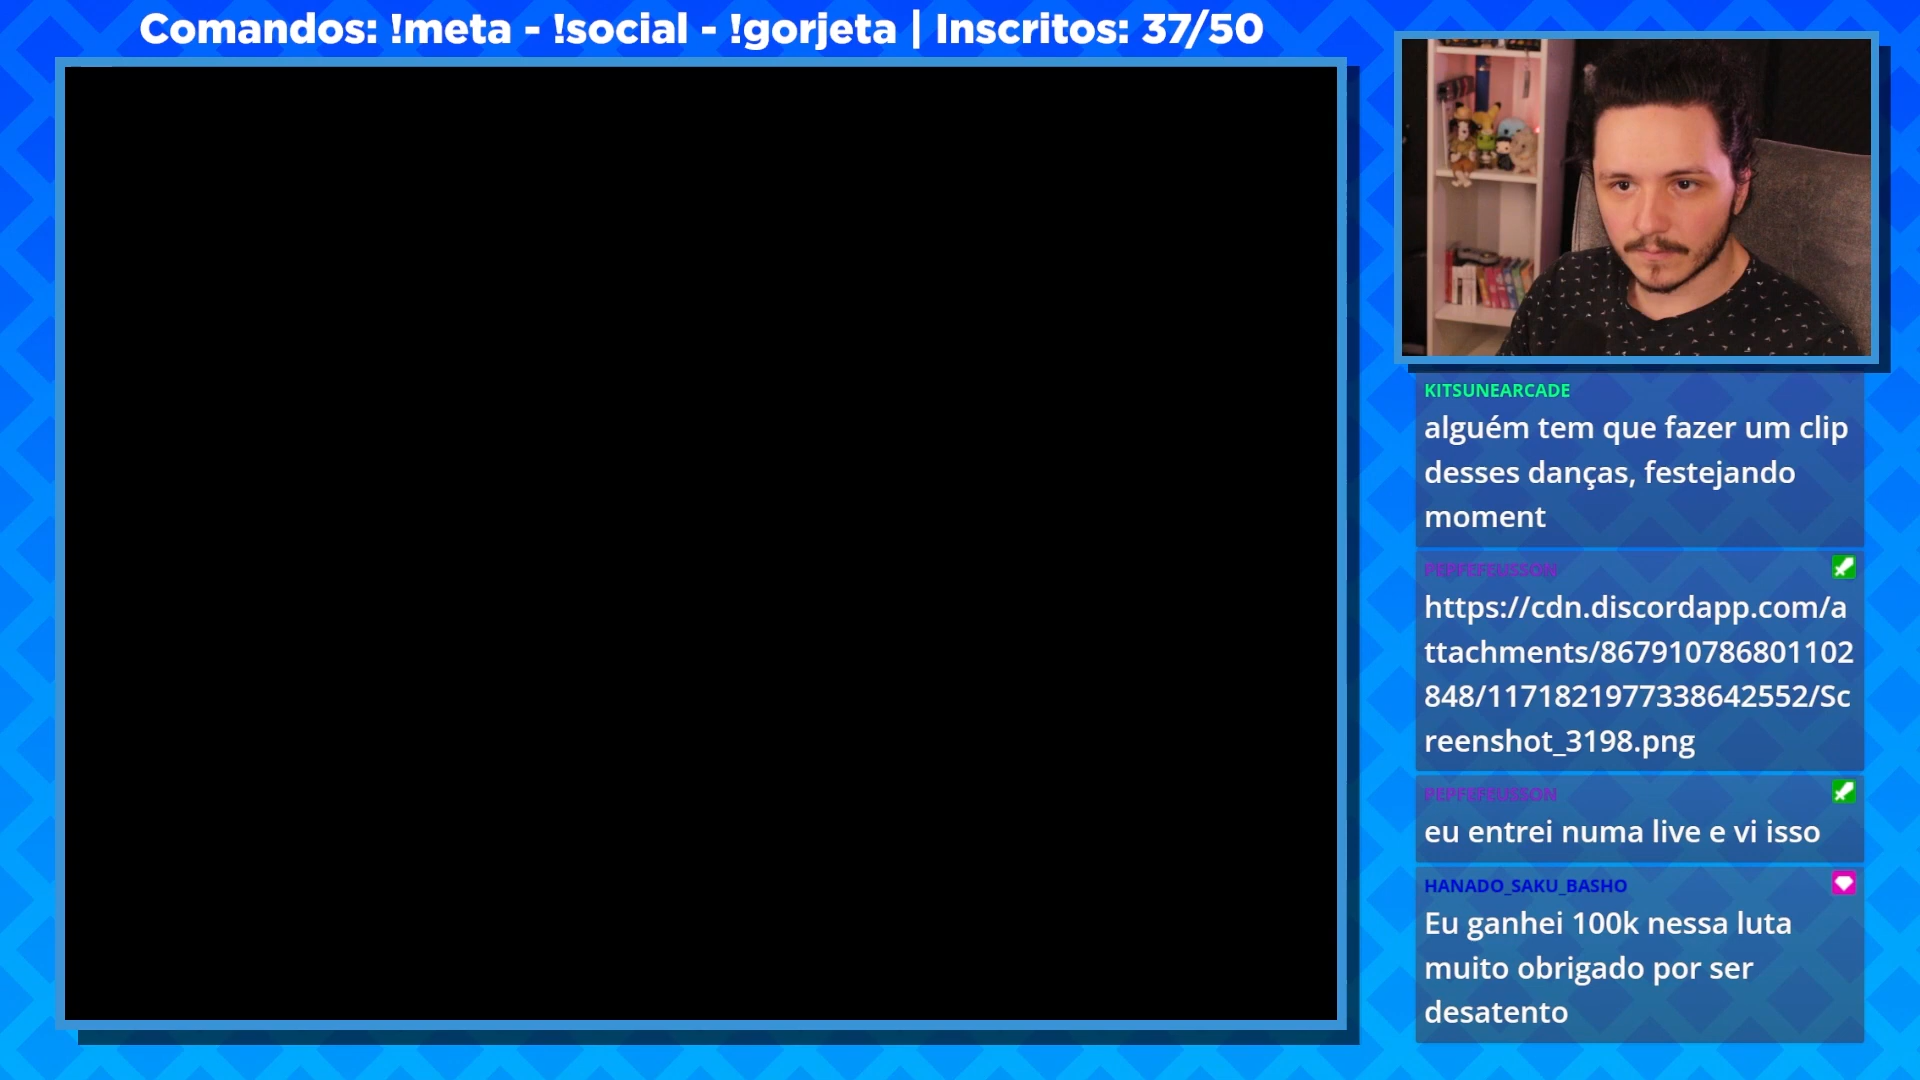 Comandos: !meta - !social - !gorjeta | Inscritos: 37/50
KITSUNEARCADE
alguém tem que fazer um clip
desses danças, festejando
moment
https://cdn.discordapp.com/a
ttachments/867910786801102
848/1171821977338642552/Sc
reenshot_3198.png
eu entrei numa live e vi isso
HANADO_SAKU_BASHO
Eu ganhei 100k nessa luta
muito obrigado por ser
desatento